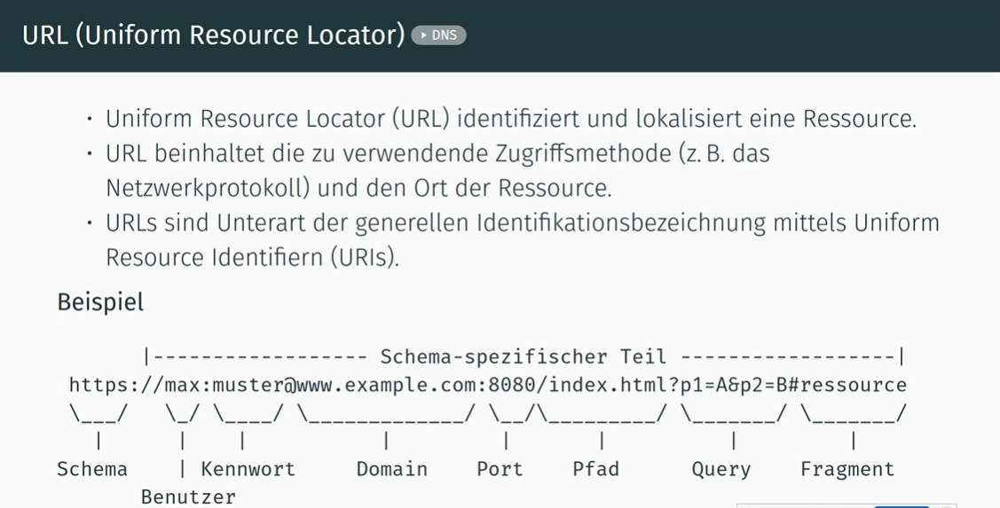 URL (Uniform Resource Locator) ▸ DNS
• Uniform Resource Locator (URL) identifiziert und lokalisiert eine Ressource.
• URL beinhaltet die zu verwendende Zugriffsmethode (z. B. das
Netzwerkprotokoll) und den Ort der Ressource.
• URLs sind Unterart der generellen Identifikationsbezeichnung mittels Uniform
Resource Identifiern (URIs).
Beispiel
|------------------ Schema-spezifischer Teil ------------------|
https://max:muster@www.example.com:8080/index.html?p1=A&p2=B#ressource
\___/ \_/ \____/ \_____________/ \__/\_________/ \_______/ \_______/
| | | | | | | |
Schema | Kennwort Domain Port Pfad Query Fragment
Benutzer